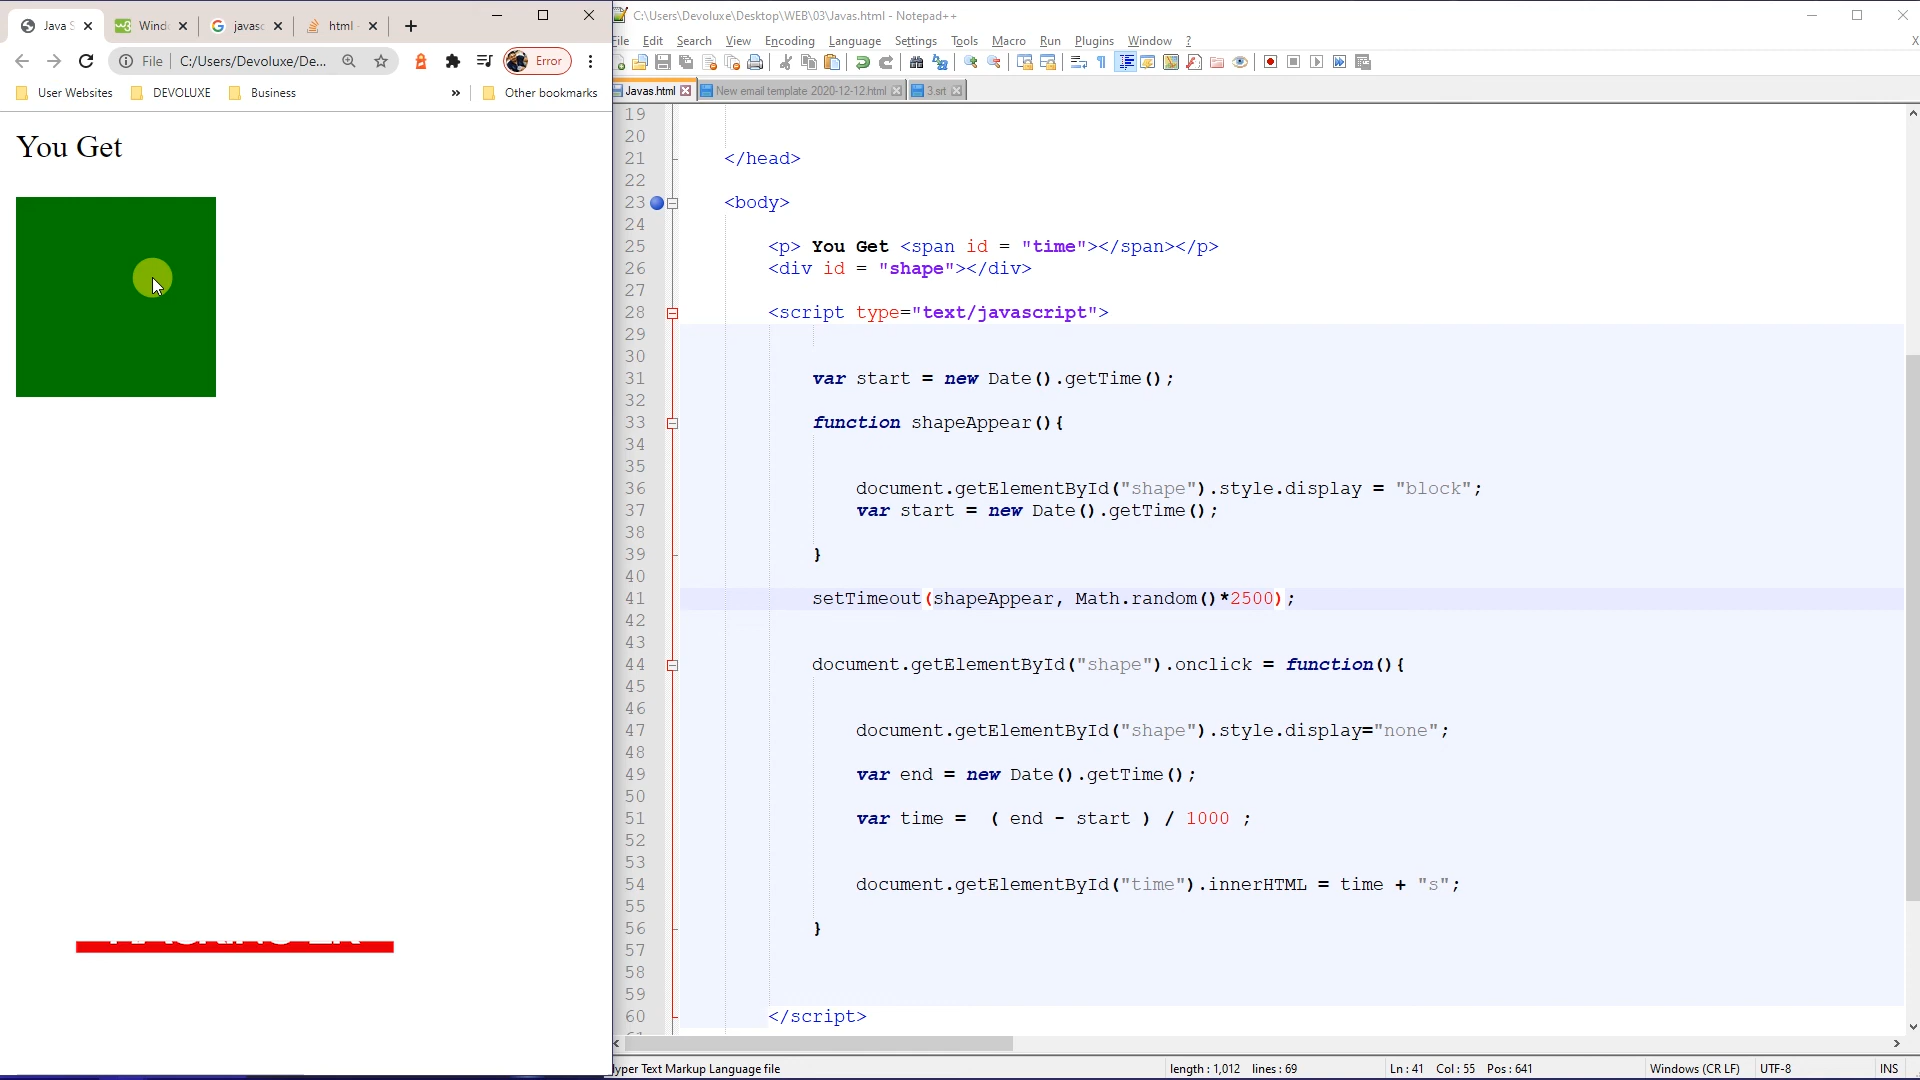 Java S
Wind
javasc
html -
File
C:/Users/Devoluxe/De...
Error
User Websites
DEVOLUXE
Business
»
Other bookmarks
You Get
C:\Users\Devoluxe\Desktop\WEB\03\Javas.html - Notepad++
File Edit Search View Encoding Language Settings Tools Macro Run Plugins Window ?
Javas.html
New email template 2020-12-12.html
3.srt
19
20
21 </head>
22
23 <body>
24
25 <p> You Get <span id = "time"></span></p>
26 <div id = "shape"></div>
27
28 <script type="text/javascript">
29
30
31 var start = new Date().getTime();
32
33 function shapeAppear(){
34
35
36 document.getElementById("shape").style.display = "block";
37 var start = new Date().getTime();
38
39 }
40
41 setTimeout(shapeAppear, Math.random()*2500);
42
43
44 document.getElementById("shape").onclick = function(){
45
46
47 document.getElementById("shape").style.display="none";
48
49 var end = new Date().getTime();
50
51 var time = ( end - start ) / 1000 ;
52
53
54 document.getElementById("time").innerHTML = time + "s";
55
56 }
57
58
59
60 </script>
Hyper Text Markup Language file
length : 1,012 lines : 69
Ln : 41 Col : 55 Pos : 641
Windows (CR LF)
UTF-8
INS